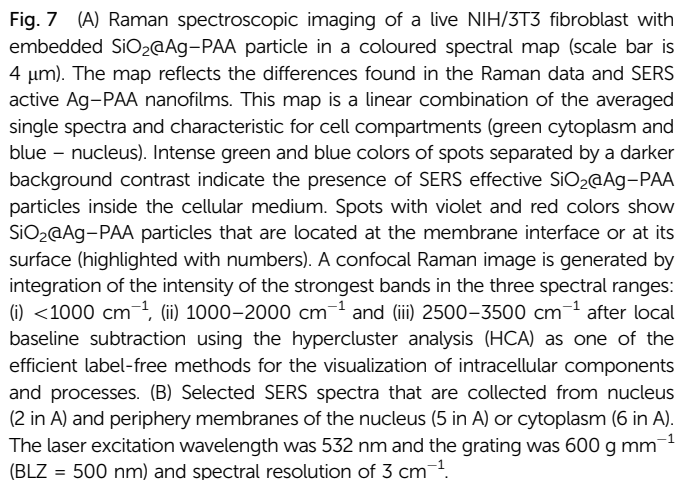 Fig. 7 (A) Raman spectroscopic imaging of a live NIH/3T3 fibroblast with
embedded SiO₂@Ag–PAA particle in a coloured spectral map (scale bar is
4 μm). The map reflects the differences found in the Raman data and SERS
active Ag–PAA nanofilms. This map is a linear combination of the averaged
single spectra and characteristic for cell compartments (green cytoplasm and
blue – nucleus). Intense green and blue colors of spots separated by a darker
background contrast indicate the presence of SERS effective SiO₂@Ag–PAA
particles inside the cellular medium. Spots with violet and red colors show
SiO₂@Ag–PAA particles that are located at the membrane interface or at its
surface (highlighted with numbers). A confocal Raman image is generated by
integration of the intensity of the strongest bands in the three spectral ranges:
(i) <1000 cm⁻¹, (ii) 1000–2000 cm⁻¹ and (iii) 2500–3500 cm⁻¹ after local
baseline subtraction using the hypercluster analysis (HCA) as one of the
efficient label-free methods for the visualization of intracellular components
and processes. (B) Selected SERS spectra that are collected from nucleus
(2 in A) and periphery membranes of the nucleus (5 in A) or cytoplasm (6 in A).
The laser excitation wavelength was 532 nm and the grating was 600 g mm⁻¹
(BLZ = 500 nm) and spectral resolution of 3 cm⁻¹.